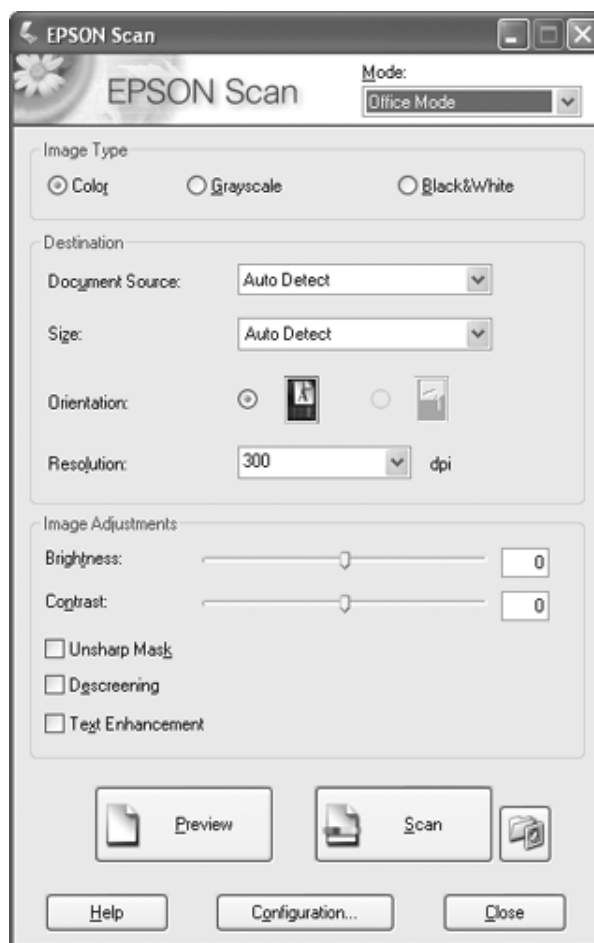 EPSON Scan
EPSON Scan
Mode:
Office Mode
Image Type
Color Grayscale Black&White
Destination
Document Source: Auto Detect
Size: Auto Detect
Orientation:
Resolution: 300 dpi
Image Adjustments
Brightness: 0
Contrast: 0
Unsharp Mask
Descreening
Text Enhancement
Preview Scan
Help Configuration... Close